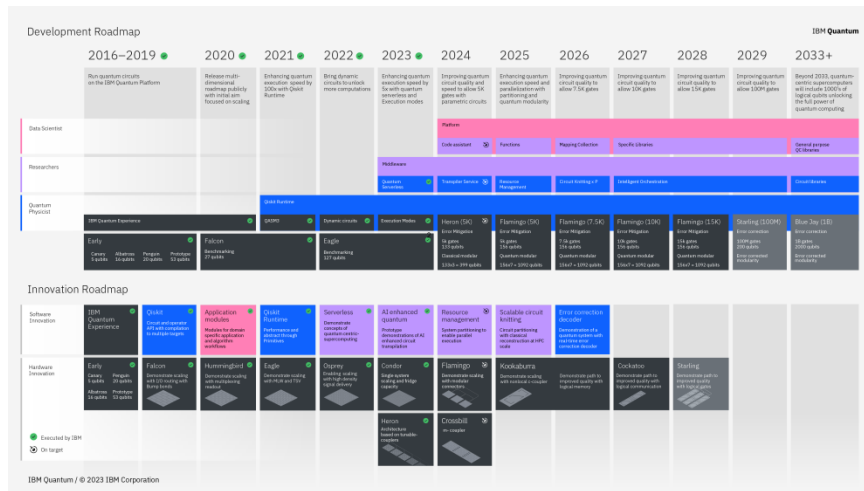 Development Roadmap
IBM Quantum
2016–2019
2020
2021
2022
2023
2024
2025
2026
2027
2028
2029
2033+
Run quantum circuits
on the IBM Quantum Platform
Release multi-
dimensional
roadmap publicly
with initial aim
focused on scaling
Enhancing quantum
execution speed by
100x with Qiskit
Runtime
Bring dynamic
circuits to unlock
more computations
Enhancing quantum
execution speed by
5x with quantum
serverless and
Execution modes
Improving quantum
circuit quality and
speed to allow 5K
gates with
parametric circuits
Enhancing quantum
execution speed and
parallelization with
partitioning and
quantum modularity
Improving quantum
circuit quality to
allow 7.5K gates
Improving quantum
circuit quality to
allow 10K gates
Improving quantum
circuit quality to
allow 15K gates
Improving quantum
circuit quality to
allow 100M gates
Beyond 2033, quantum-
centric supercomputers
will include 1000's of
logical qubits unlocking
the full power of
quantum computing
Data Scientist
Platform
Code assistant
Functions
Mapping Collection
Specific Libraries
General purpose
QC libraries
Researchers
Middleware
Quantum
Serverless
Transpiler Service
Resource
Management
Circuit Knitting x P
Intelligent Orchestration
Circuit libraries
Quantum
Physicist
Qiskit Runtime
IBM Quantum Experience
QASM3
Dynamic circuits
Execution Modes
Early
Canary
5 qubits
Albatross
16 qubits
Penguin
20 qubits
Prototype
53 qubits
Falcon
Benchmarking
27 qubits
Eagle
Benchmarking
127 qubits
Heron (5K)
Error Mitigation
5k gates
133 qubits
Classical modular
133x3 = 399 qubits
Flamingo (5K)
Error Mitigation
5k gates
156 qubits
Quantum modular
156x7 = 1092 qubits
Flamingo (7.5K)
Error Mitigation
7.5k gates
156 qubits
Quantum modular
156x7 = 1092 qubits
Flamingo (10K)
Error Mitigation
10k gates
156 qubits
Quantum modular
156x7 = 1092 qubits
Flamingo (15K)
Error Mitigation
15k gates
156 qubits
Quantum modular
156x7 = 1092 qubits
Starling (100M)
Error correction
100M gates
200 qubits
Error corrected
modularity
Blue Jay (1B)
Error correction
1B gates
2000 qubits
Error corrected
modularity
Innovation Roadmap
Software
Innovation
IBM
Quantum
Experience
Qiskit
Circuit and operator
API with compilation
to multiple targets
Application
modules
Modules for domain
specific application
and algorithm
workflows
Qiskit
Runtime
Performance and
abstract through
Primitives
Serverless
Demonstrate
concepts of
quantum centric-
supercomputing
AI enhanced
quantum
Prototype
demonstrations of AI
enhanced circuit
transpilation
Resource
management
System partitioning to
enable parallel
execution
Scalable circuit
knitting
Circuit partitioning
with classical
reconstruction at HPC
scale
Error correction
decoder
Demonstration of a
quantum system with
real-time error
correction decoder
Hardware
Innovation
Early
Canary
5 qubits
Penguin
20 qubits
Albatross
16 qubits
Prototype
53 qubits
Falcon
Demonstrate scaling
with I/O routing with
Bump bonds
Hummingbird
Demonstrate scaling
with multiplexing
readout
Eagle
Demonstrate scaling
with MLW and TSV
Osprey
Enabling scaling
with high density
signal delivery
Condor
Single system
scaling and fridge
capacity
Flamingo
Demonstrate scaling
with modular
connectors
Kookaburra
Demonstrate scaling
with nonlocal c-coupler
Demonstrate path to
improved quality with
logical memory
Cockatoo
Demonstrate path to
improved quality with
logical communication
Starling
Demonstrate path to
improved quality
with logical gates
Heron
Architecture
based on tunable-
couplers
Crossbill
m- coupler
Executed by IBM
On target
IBM Quantum / © 2023 IBM Corporation